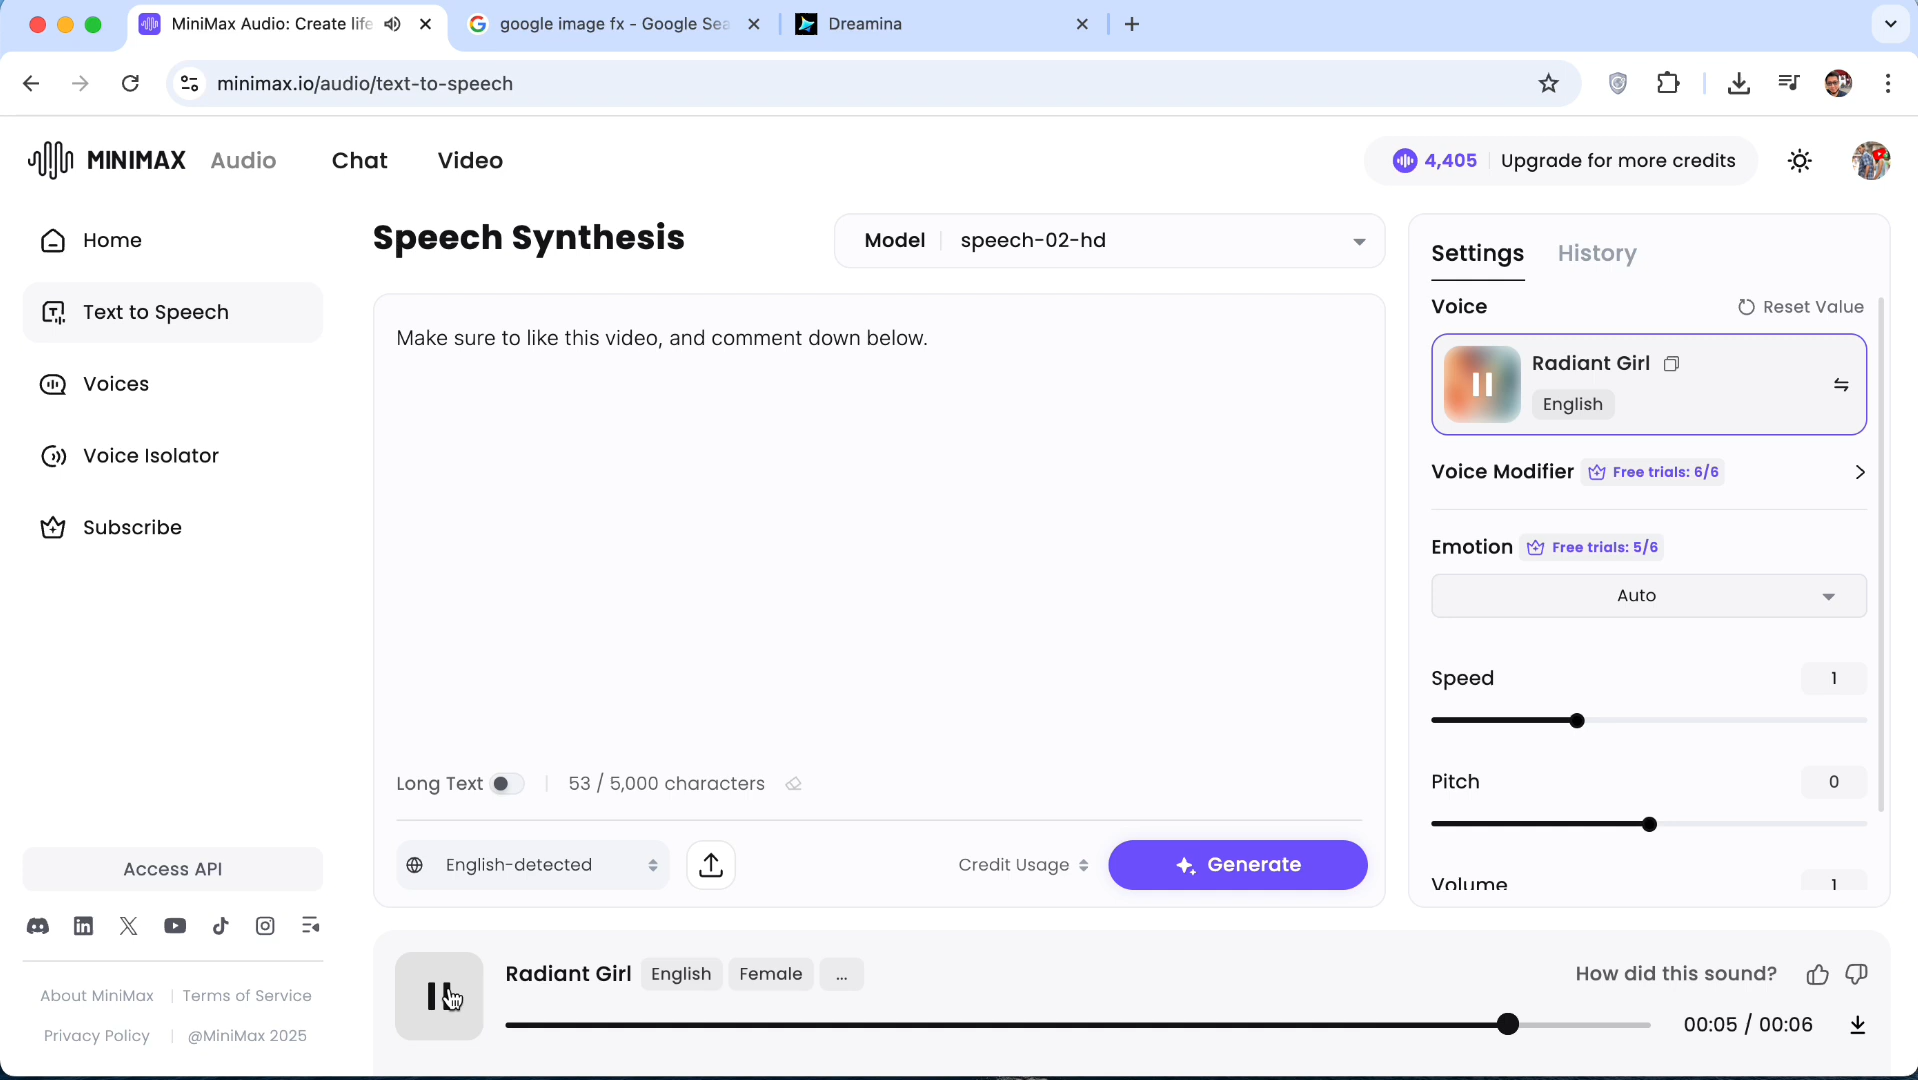 MiniMax Audio: Create life
google image fx - Google Sea
Dreamina
minimax.io/audio/text-to-speech
MINIMAX Audio Chat Video
4,405 Upgrade for more credits
Home
Text to Speech
Voices
Voice Isolator
Subscribe
Access API
About MiniMax | Terms of Service
Privacy Policy | @MiniMax 2025
Speech Synthesis
Model speech-02-hd
Make sure to like this video, and comment down below.
Long Text 53 / 5,000 characters
English-detected Credit Usage Generate
Settings History
Voice Reset Value
Radiant Girl
English
Voice Modifier Free trials: 6/6
Emotion Free trials: 5/6
Auto
Speed 1
Pitch 0
Volume 1
Radiant Girl English Female ... How did this sound?
00:05 / 00:06